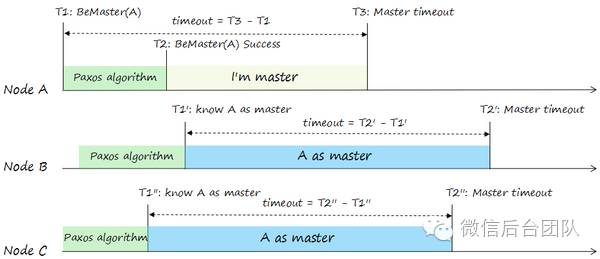 T1: BeMaster(A)
timeout = T3 - T1
T3: Master timeout
T2: BeMaster(A) Success
Paxos algorithm
I'm master
Node A
T1': know A as master
T2': Master timeout
timeout = T2' - T1'
Paxos algorithm
A as master
Node B
T1'': know A as master
T2'': Master timeout
timeout = T2'' - T1''
Paxos algorithm
A as master
Node C
微信后台团队